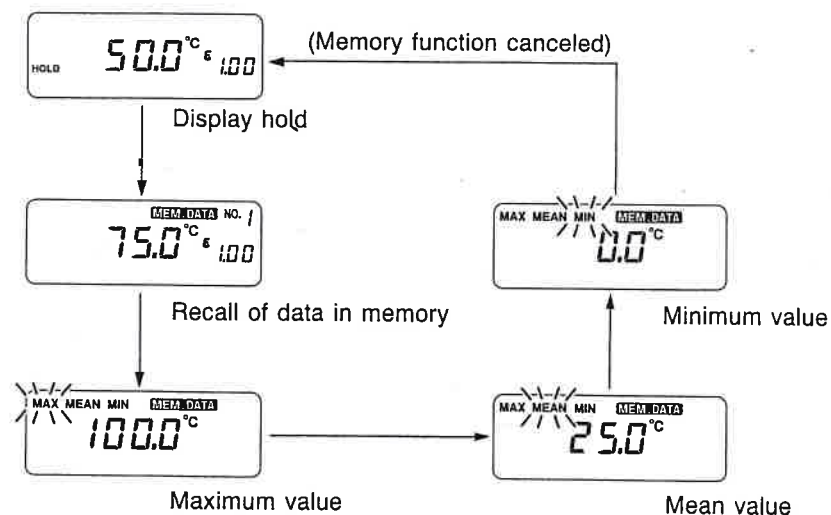 50.0°C ε 1.00
HOLD
(Memory function canceled)
Display hold
MEM.DATA NO. 1
75.0°C ε 1.00
Recall of data in memory
MAX MEAN MIN MEM.DATA
0.0°C
Minimum value
MAX MEAN MIN MEM.DATA
100.0°C
Maximum value
MAX MEAN MIN MEM.DATA
25.0°C
Mean value